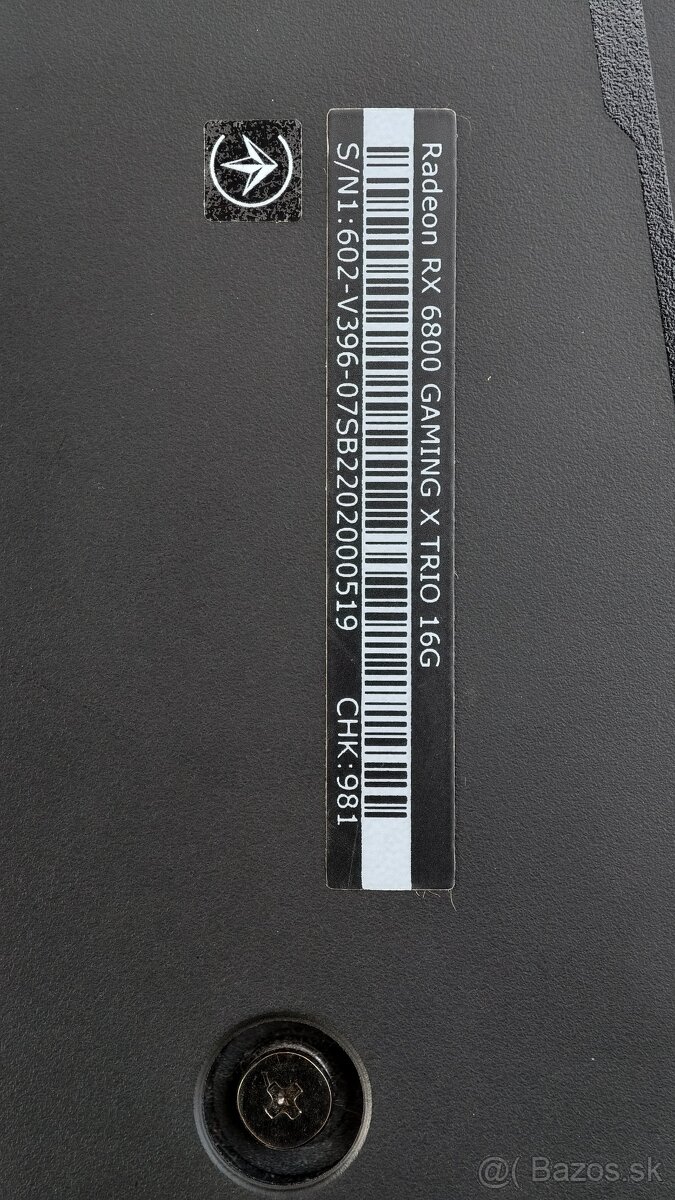 Radeon RX 6800 GAMING X TRIO 16G
S/N1:602-V396-07SB2202000519 CHK:981
@( Bazos.sk